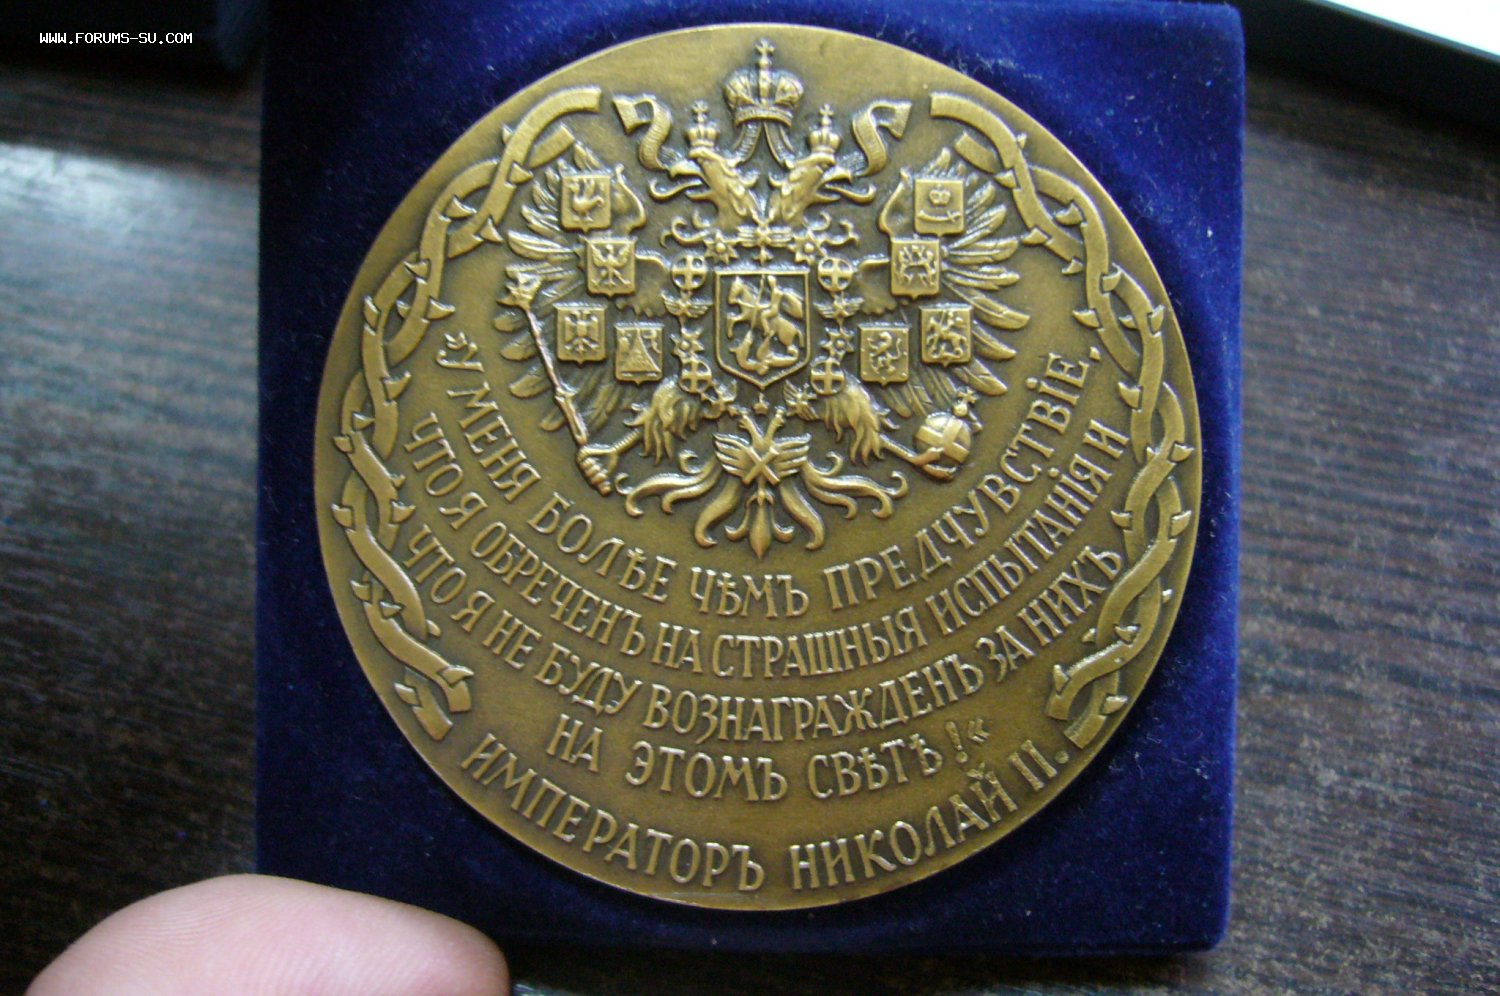 WWW.FORUMS-SU.COM
«У МЕНЯ БОЛѢЕ ЧѢМЪ ПРЕДЧУВСТВІЕ.
ЧТО Я ОБРЕЧЕНЪ НА СТРАШНЫЯ ИСПЫТАНІЯ И
ЧТО Я НЕ БУДУ ВОЗНАГРАЖДЕНЪ ЗА НИХЪ
НА ЭТОМЪ СВѢТѢ!«
ИМПЕРАТОРЪ НИКОЛАЙ II.